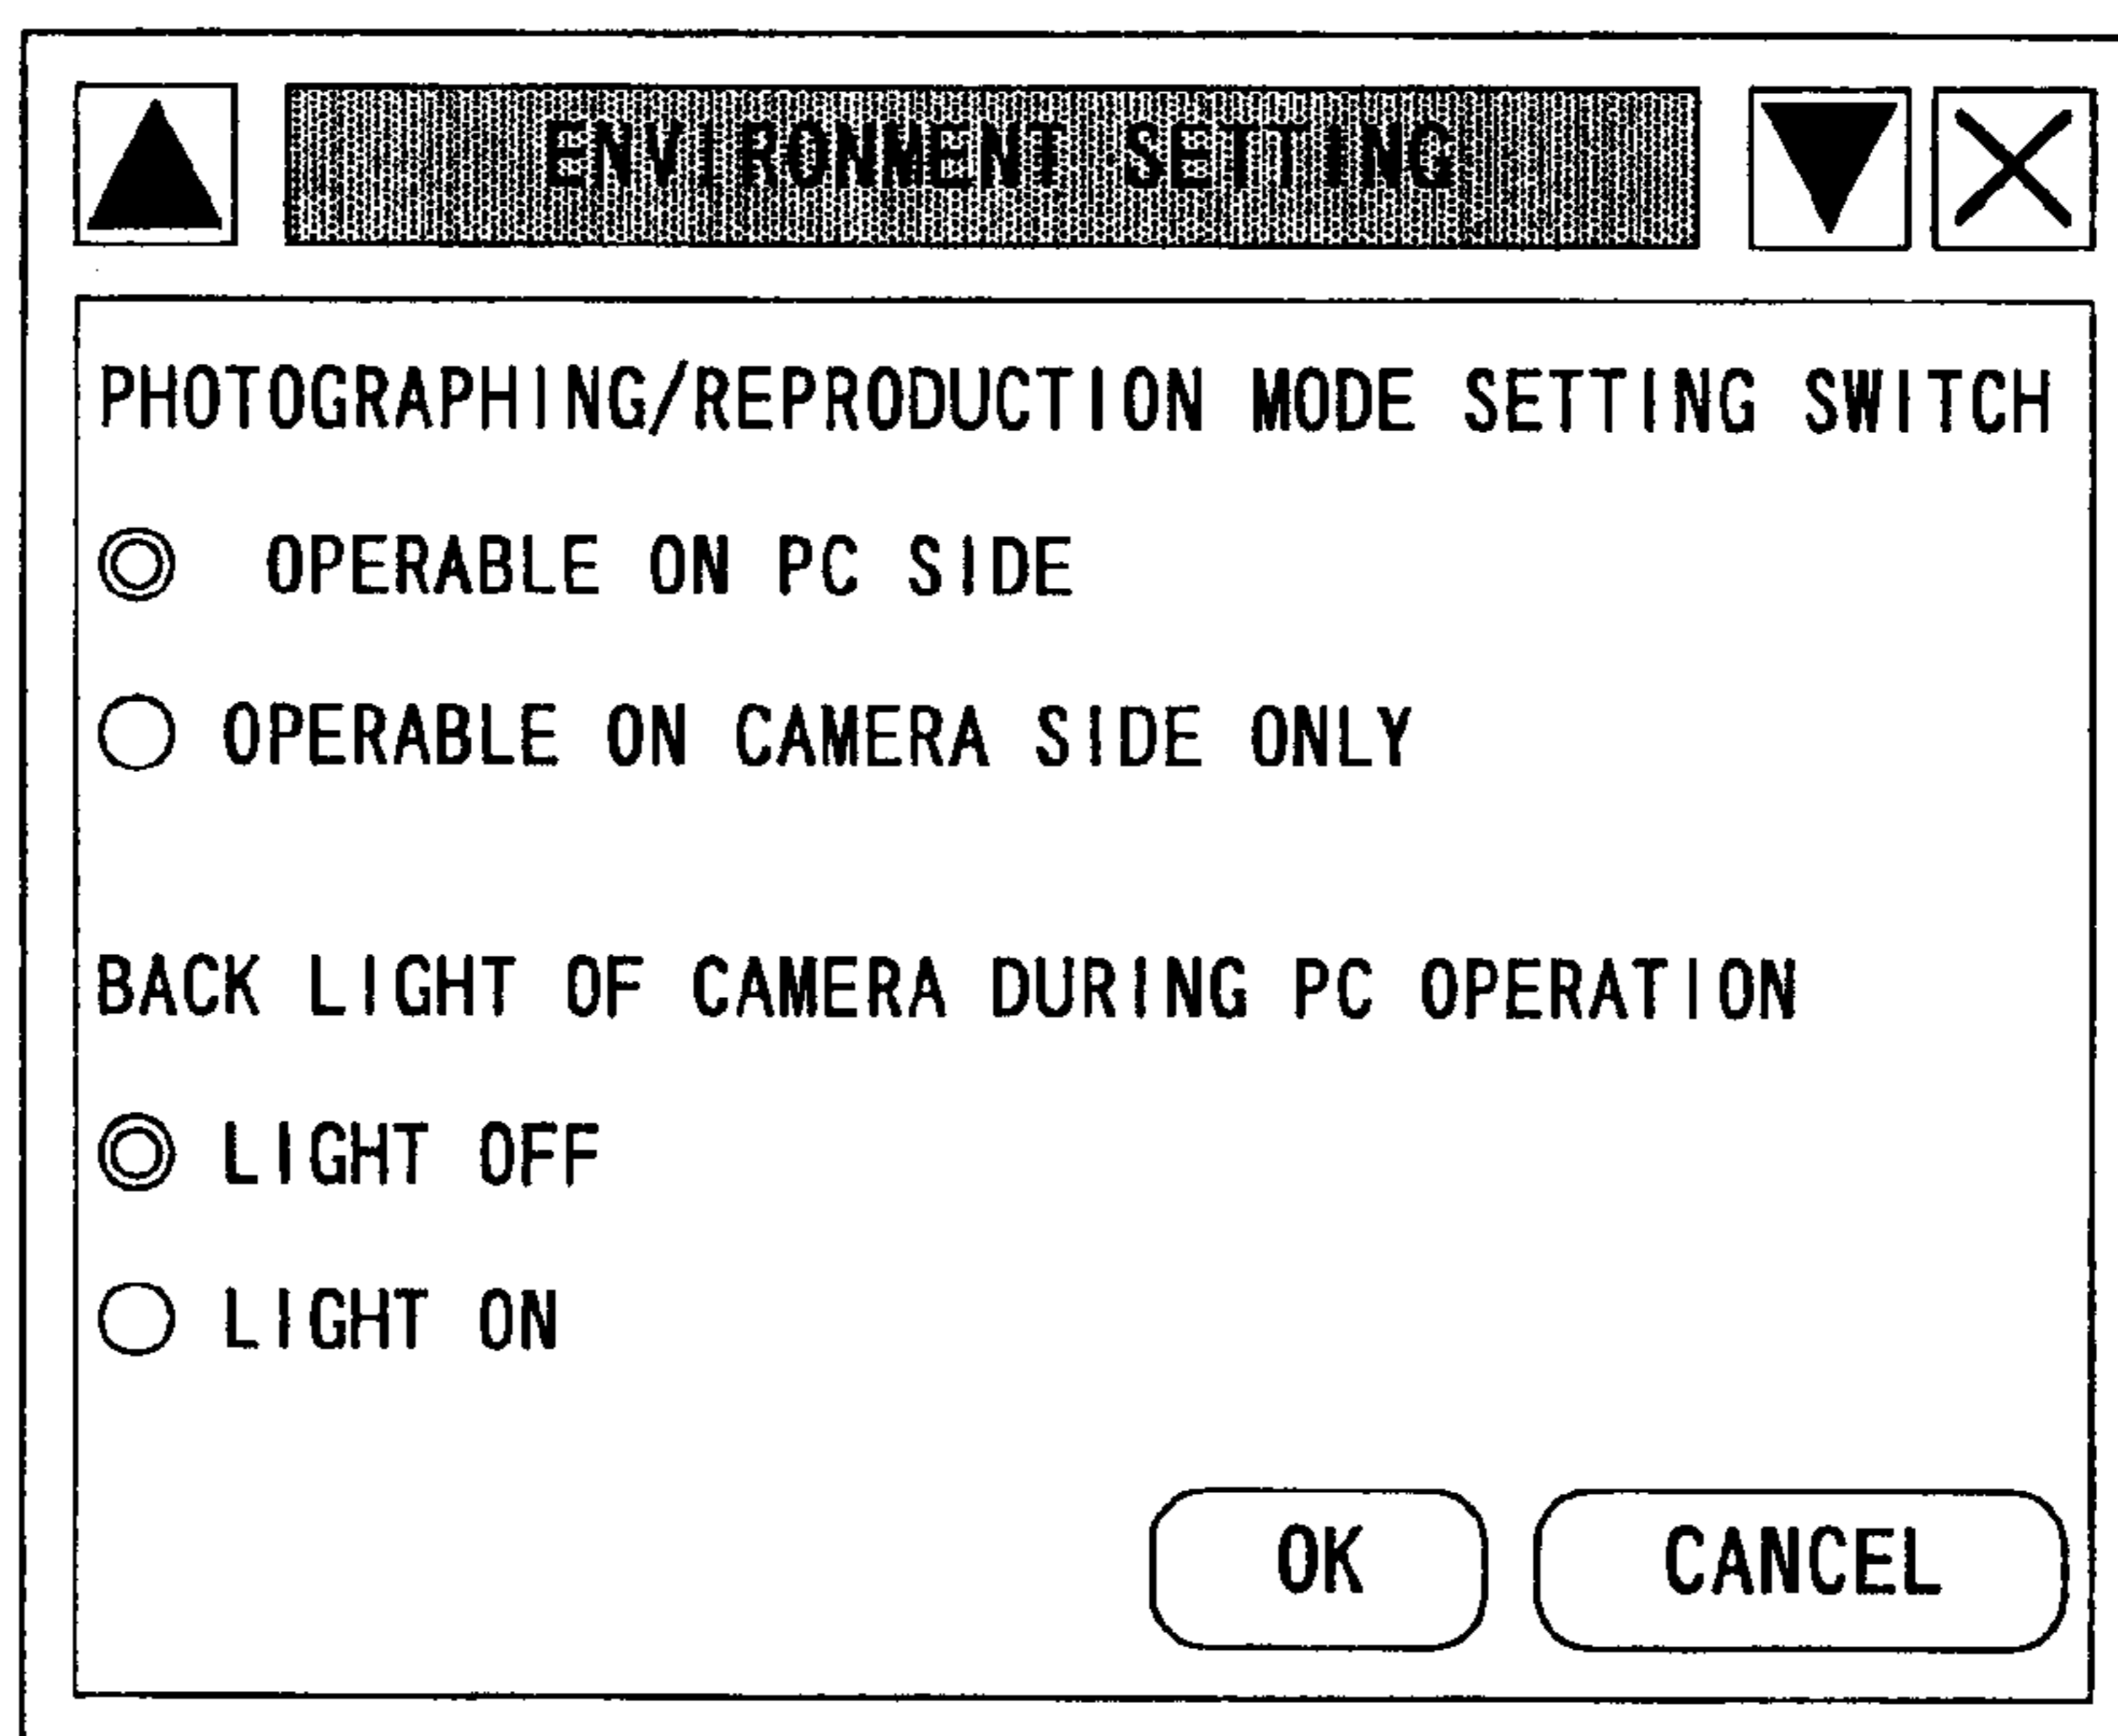 ENVIRONMENT SETTING
PHOTOGRAPHING/REPRODUCTION MODE SETTING SWITCH
OPERABLE ON PC SIDE
OPERABLE ON CAMERA SIDE ONLY
BACK LIGHT OF CAMERA DURING PC OPERATION
LIGHT OFF
LIGHT ON
OK CANCEL